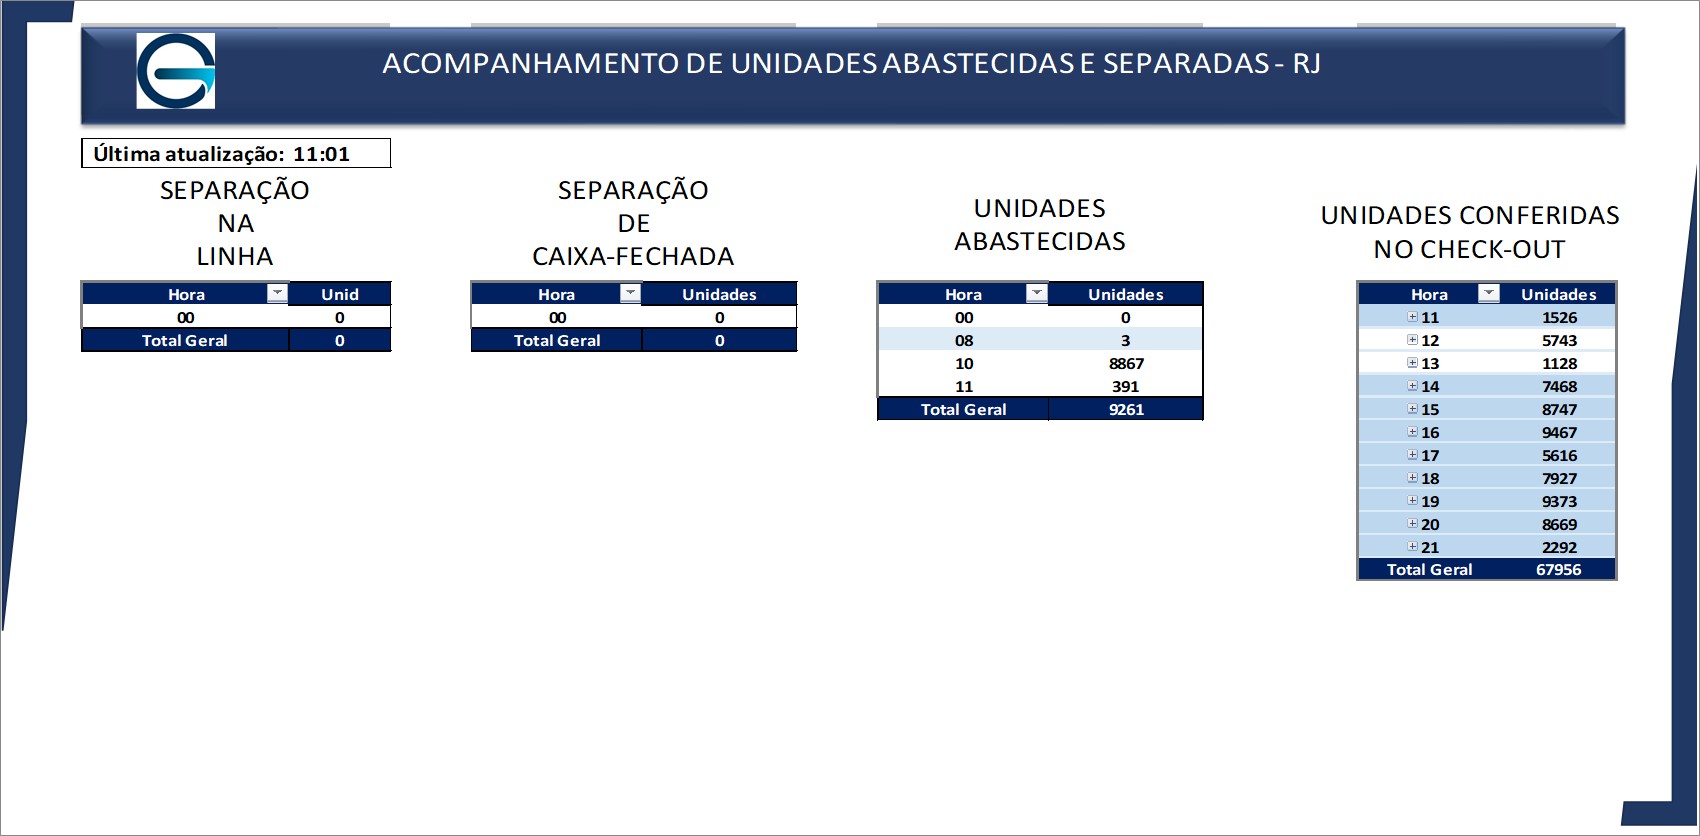 ACOMPANHAMENTO DE UNIDADES ABASTECIDAS E SEPARADAS - RJ
Última atualização: 11:01
SEPARAÇÃO
NA
LINHA
Hora Unid
00 0
Total Geral 0
SEPARAÇÃO
DE
CAIXA-FECHADA
Hora Unidades
00 0
Total Geral 0
UNIDADES
ABASTECIDAS
Hora Unidades
00 0
08 3
10 8867
11 391
Total Geral 9261
UNIDADES CONFERIDAS
NO CHECK-OUT
Hora Unidades
11 1526
12 5743
13 1128
14 7468
15 8747
16 9467
17 5616
18 7927
19 9373
20 8669
21 2292
Total Geral 67956